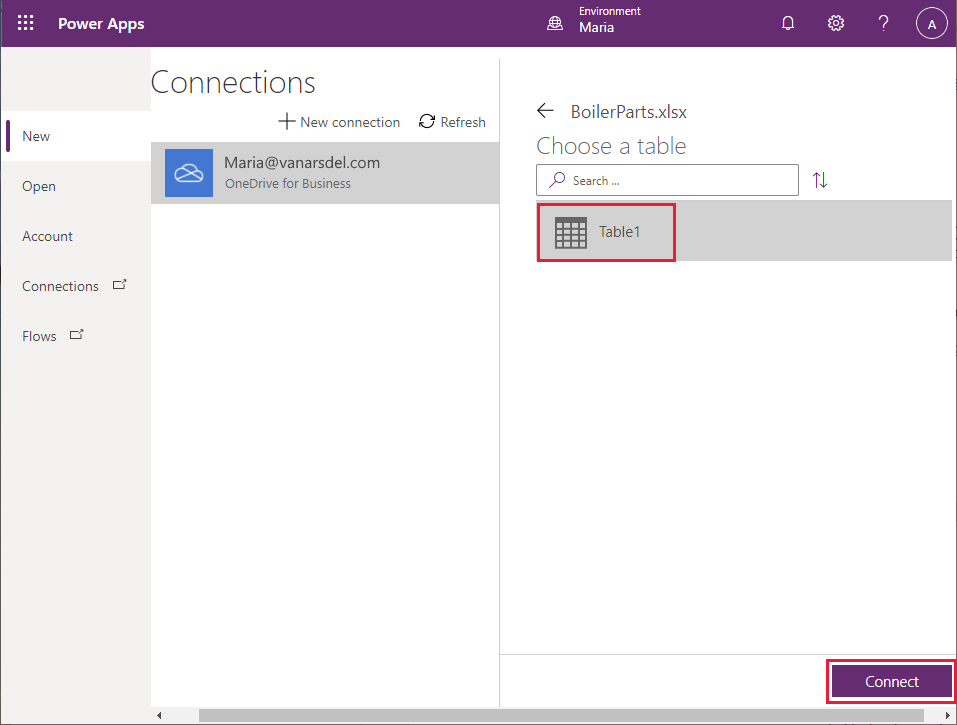 Power Apps
Environment
Maria
?
A
Connections
New connection
Refresh
New
Open
Account
Connections
Flows
Maria@vanarsdel.com
OneDrive for Business
BoilerParts.xlsx
Choose a table
Search ...
Table1
Connect